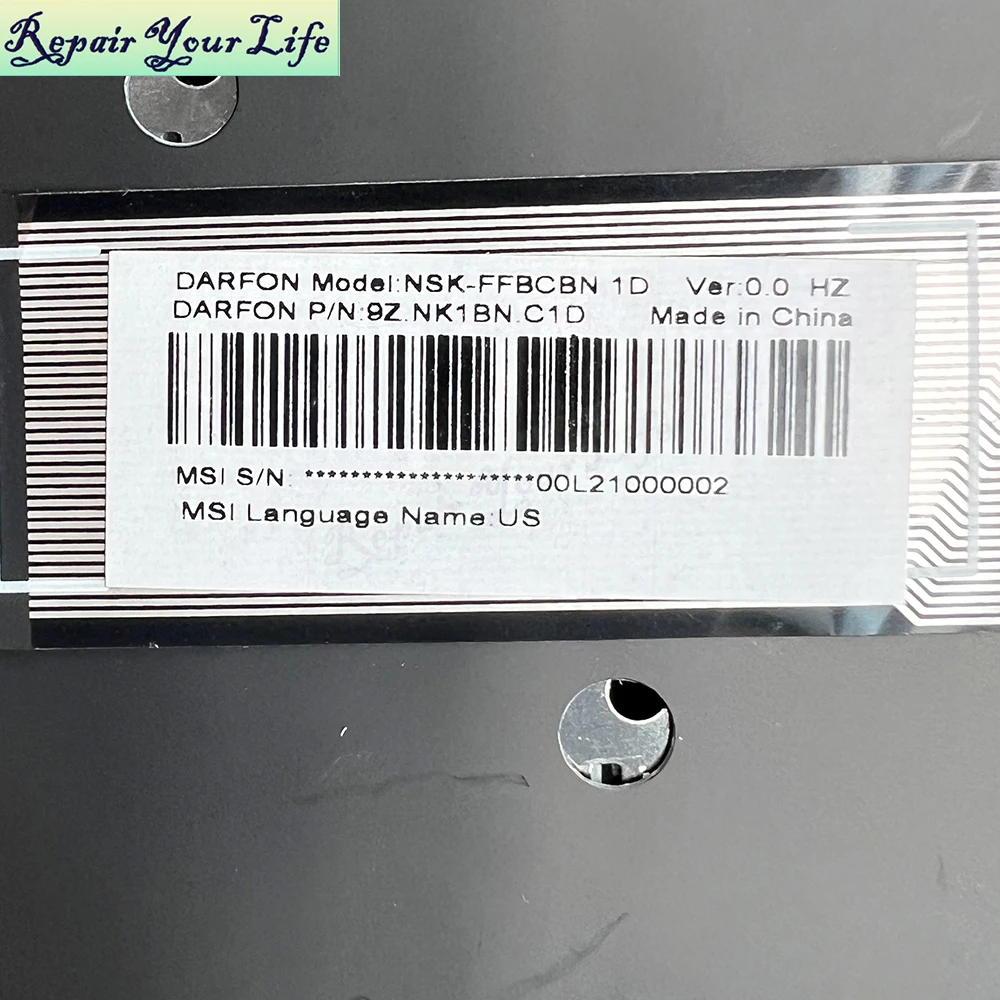 Repair Your Life
DARFON Model:NSK-FFBCBN 1D Ver:0.0 HZ
DARFON P/N:9Z.NK1BN.C1D Made in China
MSI S/N: ********************00L21000002
MSI Language Name:US